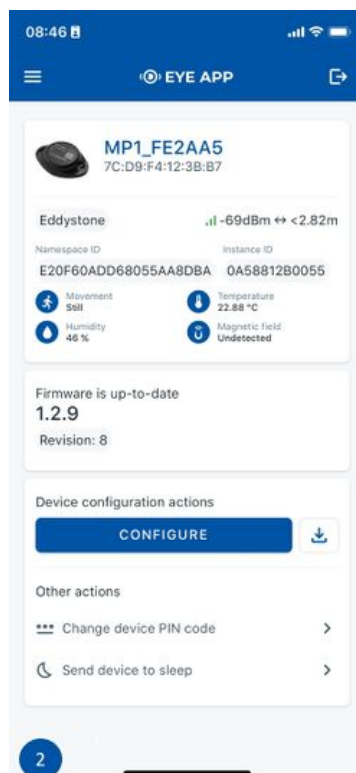 08:46
EYE APP
MP1_FE2AA5
7C:D9:F4:12:3B:B7
Eddystone -69dBm ↔ <2.82m
Namespace ID Instance ID
E20F60ADD68055AA8DBA 0A58812B0055
Movement Temperature
Still 22.88 °C
Humidity Magnetic field
46 % Undetected
Firmware is up-to-date
1.2.9
Revision: 8
Device configuration actions
CONFIGURE
Other actions
Change device PIN code
Send device to sleep
2